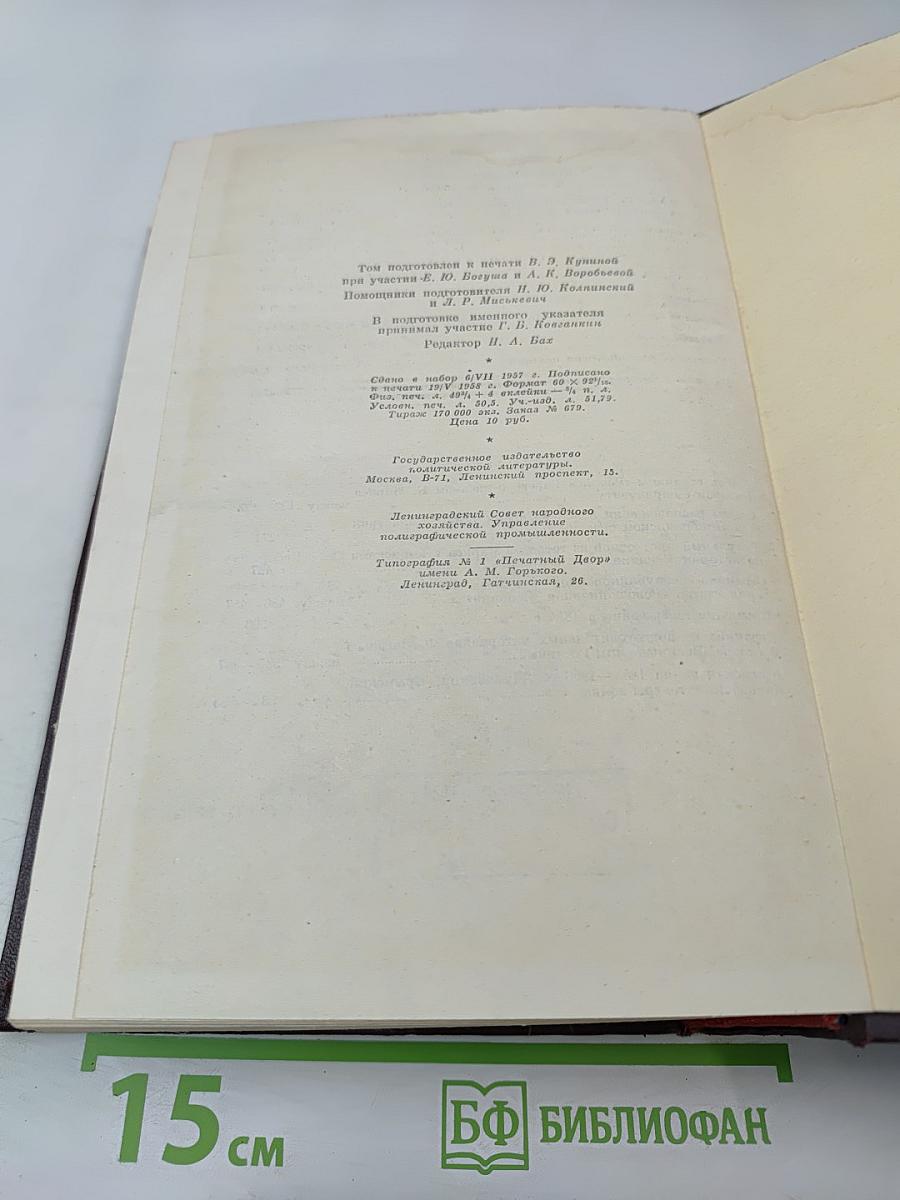 Том подготовлен к печати В. Э. Куниной
при участии Е. Ю. Богуша и А. К. Воробьевой
Помощники подготовителя Н. Ю. Колпинский
и Л. Р. Миськевич
В подготовке именного указателя
принимал участие Г. Б. Ковганкин
Редактор И. А. Бах
*
Сдано в набор 6/VII 1957 г. Подписано
к печати 19/V 1958 г. Формат 60 × 92¹/₁₆.
Физ. печ. л. 49³/₄ + 4 вклейки — ³/₄ п. л.
Условн. печ. л. 50,5. Уч.-изд. л. 51,79.
Тираж 170 000 экз. Заказ № 679.
Цена 10 руб.
*
Государственное издательство
политической литературы.
Москва, В-71, Ленинский проспект, 15.
*
Ленинградский Совет народного
хозяйства. Управление
полиграфической промышленности.
Типография № 1 «Печатный Двор»
имени А. М. Горького.
Ленинград, Гатчинская, 26.
15 см
БФ БИБЛИОФАН